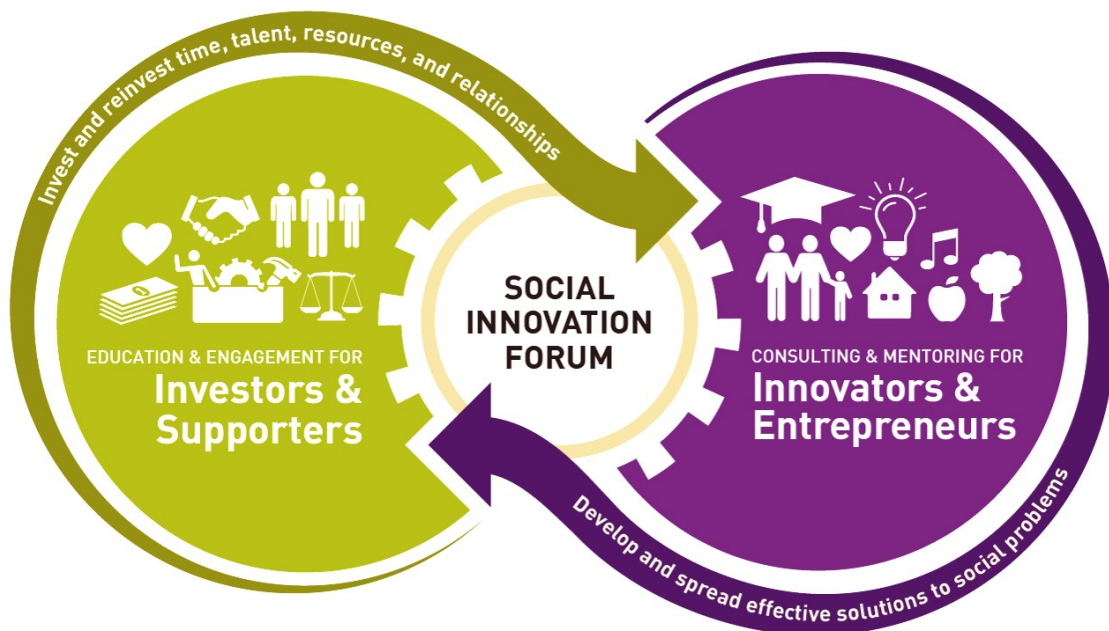 Invest and reinvest time, talent, resources, and relationships
EDUCATION & ENGAGEMENT FOR
Investors &
Supporters
SOCIAL
INNOVATION
FORUM
CONSULTING & MENTORING FOR
Innovators &
Entrepreneurs
Develop and spread effective solutions to social problems